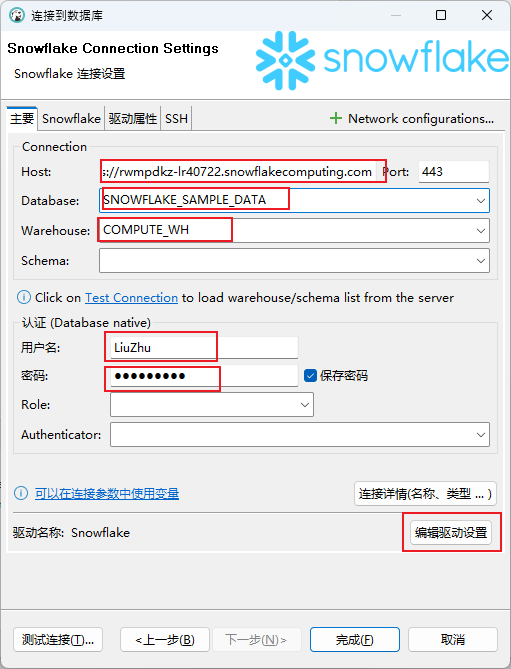 连接到数据库
Snowflake Connection Settings
Snowflake 连接设置
snowflake
主要 Snowflake 驱动属性 SSH Network configurations...
Connection
Host: s://rwmpdkz-lr40722.snowflakecomputing.com Port: 443
Database: SNOWFLAKE_SAMPLE_DATA
Warehouse: COMPUTE_WH
Schema:
Click on Test Connection to load warehouse/schema list from the server
认证 (Database native)
用户名: LiuZhu
密码: ●●●●●●●●● 保存密码
Role:
Authenticator:
可以在连接参数中使用变量 连接详情(名称、类型 ... )
驱动名称: Snowflake 编辑驱动设置
测试连接(T)... <上一步(B) 下一步(N)> 完成(F) 取消